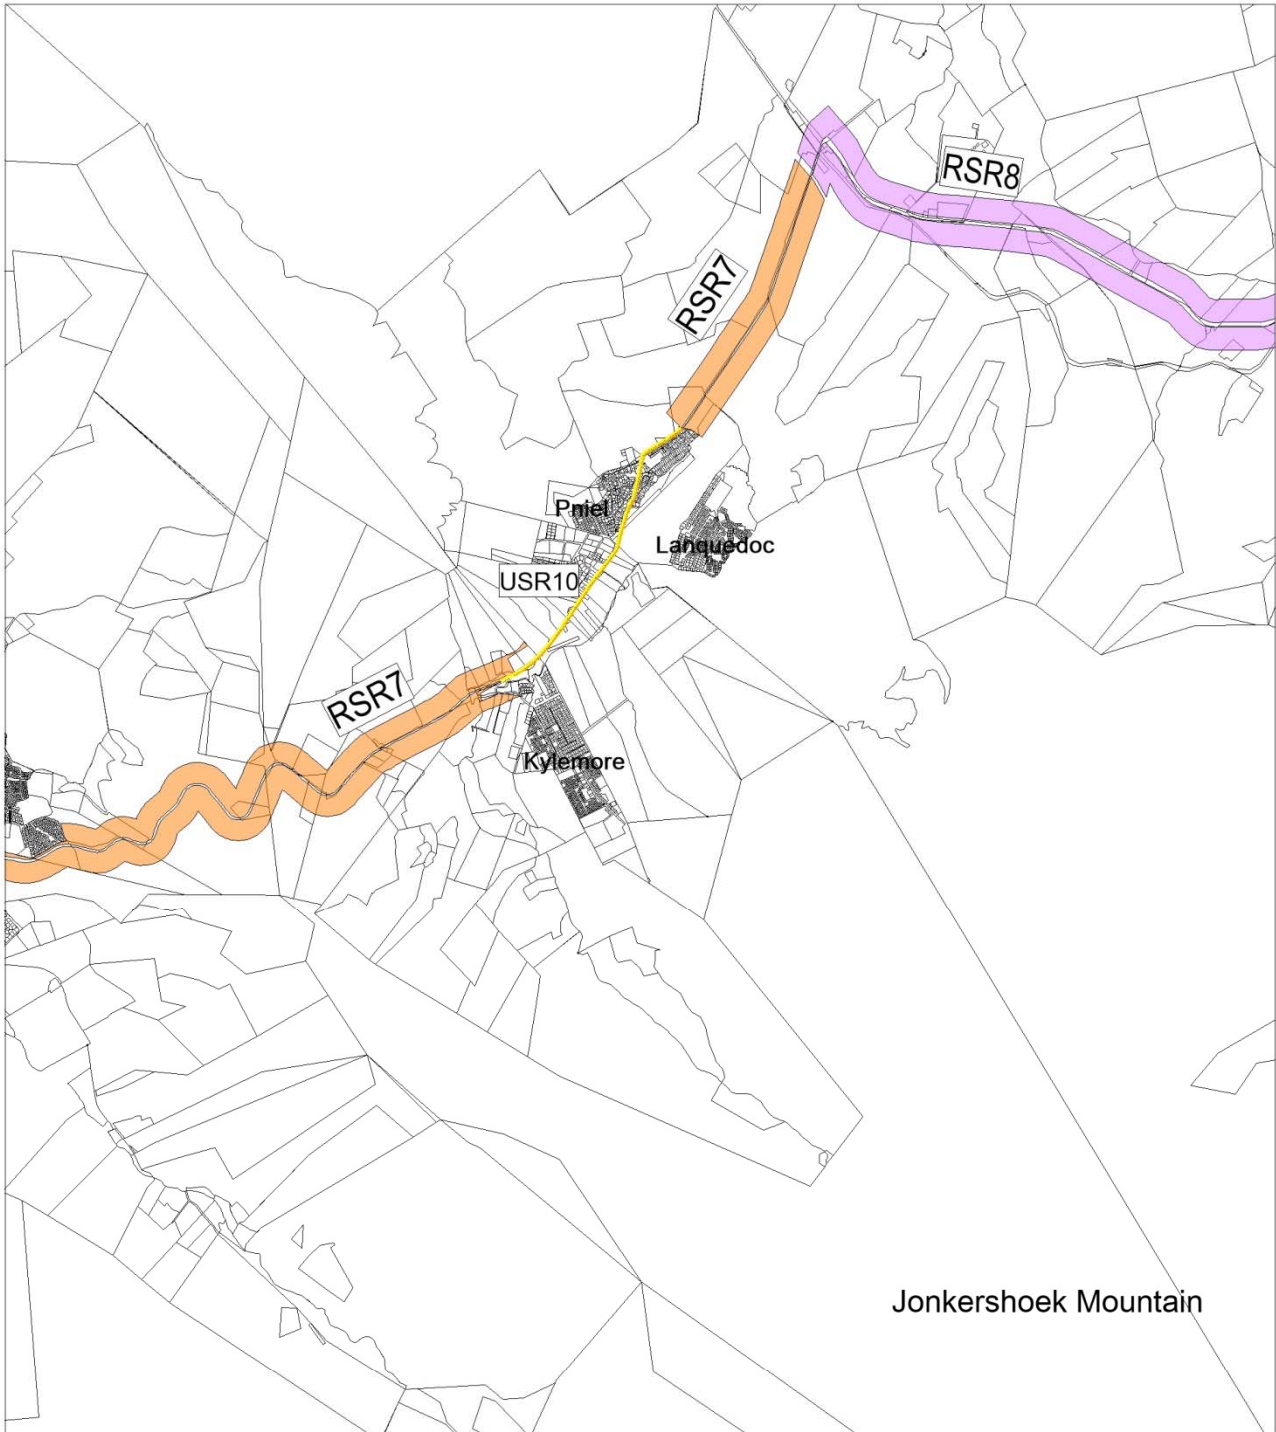 RSR8
RSR7
Pniel
Lanquedoc
USR10
RSR7
Kylemore
Jonkershoek Mountain